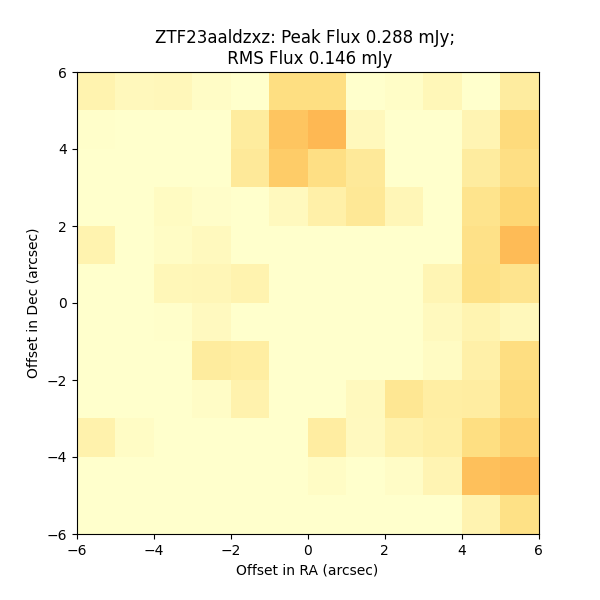 ZTF23aaldzxz: Peak Flux 0.288 mJy;
RMS Flux 0.146 mJy
6
4
2
0
−2
−4
−6
Offset in Dec (arcsec)
−6 −4 −2 0 2 4 6
Offset in RA (arcsec)